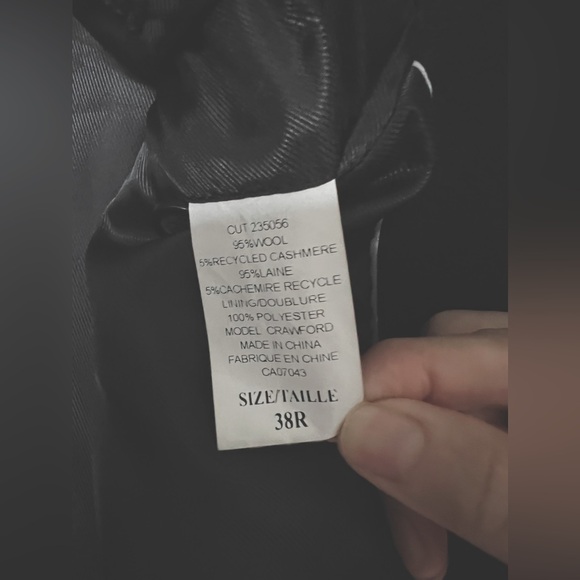 CUT 235056
95%WOOL
5%RECYCLED CASHMERE
95%LAINE
5%CACHEMIRE RECYCLE
LINING/DOUBLURE
100% POLYESTER
MODEL CRAWFORD
MADE IN CHINA
FABRIQUE EN CHINE
CA07043
SIZE/TAILLE
38R